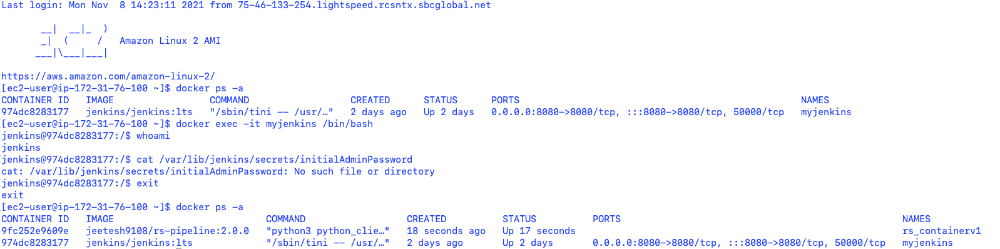 Last login: Mon Nov  8 14:23:11 2021 from 75-46-133-254.lightspeed.rcsntx.sbcglobal.net
       __|  __|_  )
       _|  (     /   Amazon Linux 2 AMI
      ___|\___|___|
https://aws.amazon.com/amazon-linux-2/
[[ec2-user@ip-172-31-76-100 ~]$ docker ps -a
CONTAINER ID   IMAGE                 COMMAND                  CREATED      STATUS      PORTS                                                  NAMES
974dc8283177   jenkins/jenkins:lts   "/sbin/tini -- /usr/…"   2 days ago   Up 2 days   0.0.0.0:8080->8080/tcp, :::8080->8080/tcp, 50000/tcp   myjenkins
[[ec2-user@ip-172-31-76-100 ~]$ docker exec -it myjenkins /bin/bash
[jenkins@974dc8283177:/$ whoami
jenkins
[jenkins@974dc8283177:/$ cat /var/lib/jenkins/secrets/initialAdminPassword
cat: /var/lib/jenkins/secrets/initialAdminPassword: No such file or directory
[jenkins@974dc8283177:/$ exit
exit
[[ec2-user@ip-172-31-76-100 ~]$ docker ps -a
CONTAINER ID   IMAGE                           COMMAND                  CREATED          STATUS          PORTS                                                  NAMES
9fc252e9609e   jeetesh9108/rs-pipeline:2.0.0   "python3 python_clie…"   18 seconds ago   Up 17 seconds                                                          rs_containerv1
974dc8283177   jenkins/jenkins:lts             "/sbin/tini -- /usr/…"   2 days ago       Up 2 days       0.0.0.0:8080->8080/tcp, :::8080->8080/tcp, 50000/tcp   myjenkins